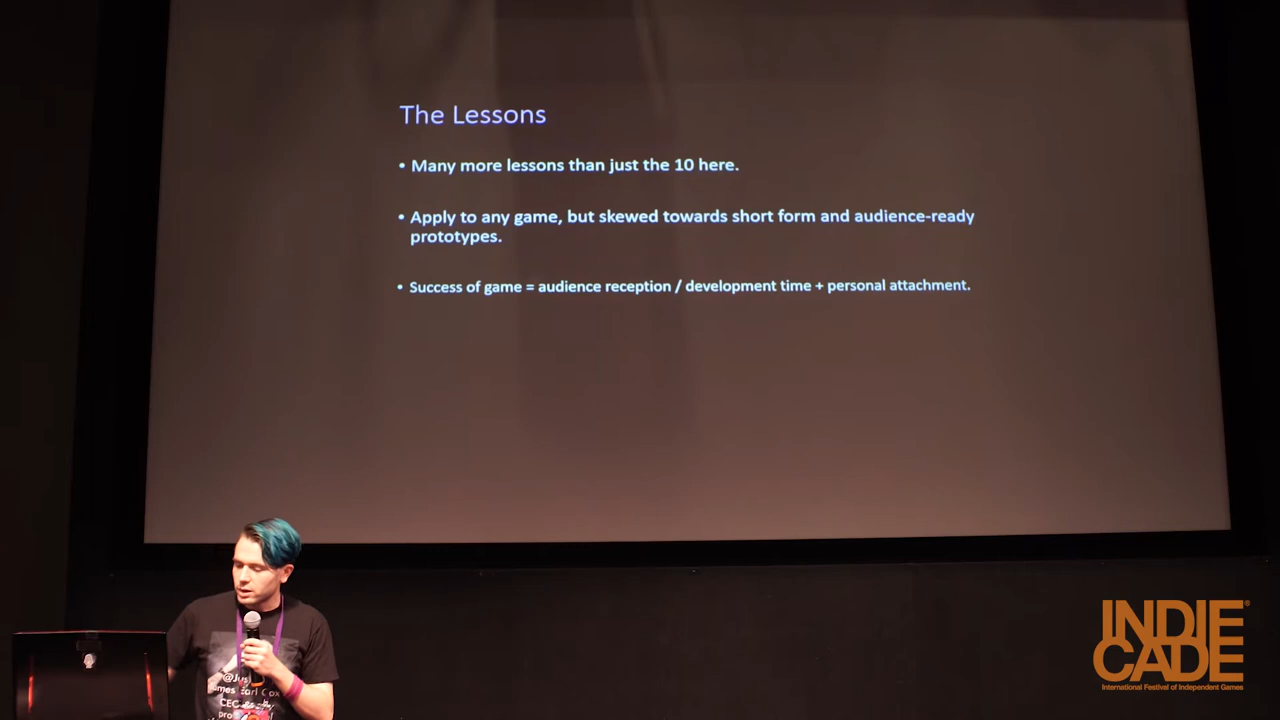 The Lessons
• Many more lessons than just the 10 here.
• Apply to any game, but skewed towards short form and audience-ready
prototypes.
• Success of game = audience reception / development time + personal attachment.
Earl Cox
INDIE
CADE®
International Festival of Independent Games